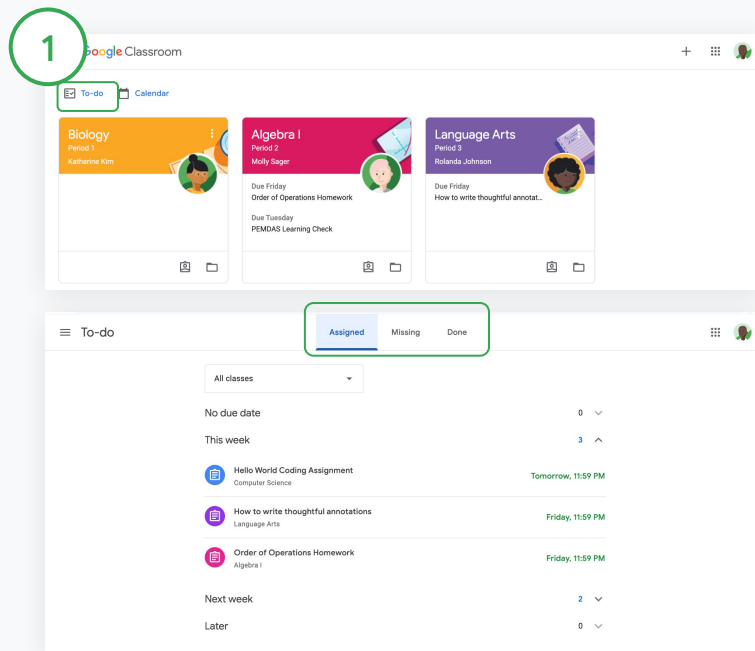 1
Google Classroom
To-do
Calendar
Biology
Period 1
Katherine Kim
Algebra I
Period 2
Molly Sager
Due Friday
Order of Operations Homework
Due Tuesday
PEMDAS Learning Check
Language Arts
Period 3
Rolanda Johnson
Due Friday
How to write thoughtful annotat...
To-do
Assigned
Missing
Done
All classes
No due date 0
This week 3
Hello World Coding Assignment
Computer Science
Tomorrow, 11:59 PM
How to write thoughtful annotations
Language Arts
Friday, 11:59 PM
Order of Operations Homework
Algebra I
Friday, 11:59 PM
Next week 2
Later 0